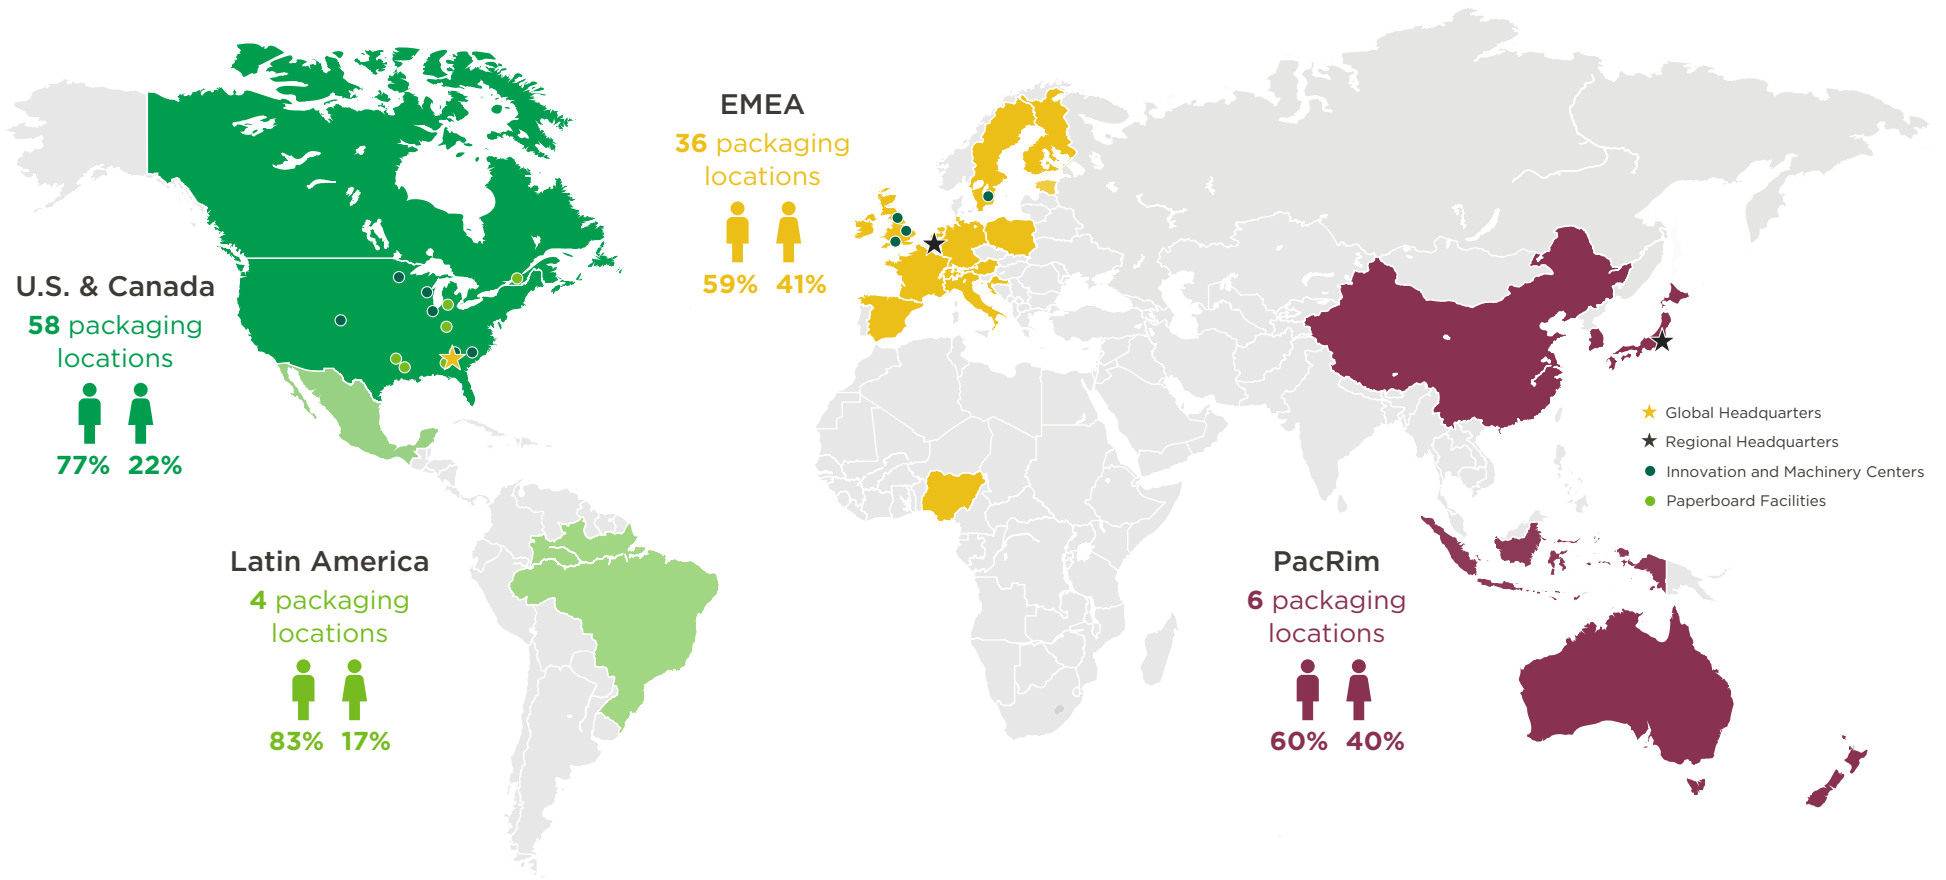 U.S. & Canada
58 packaging
locations
77% 22%
Latin America
4 packaging
locations
83% 17%
EMEA
36 packaging
locations
59% 41%
PacRim
6 packaging
locations
60% 40%
Global Headquarters
Regional Headquarters
Innovation and Machinery Centers
Paperboard Facilities